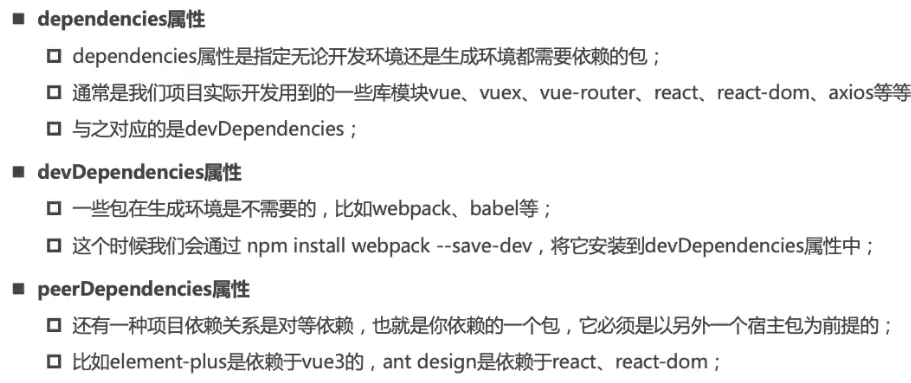 dependencies属性
dependencies属性是指定无论开发环境还是生成环境都需要依赖的包；
通常是我们项目实际开发用到的一些库模块vue、vuex、vue-router、react、react-dom、axios等等
与之对应的是devDependencies；
devDependencies属性
一些包在生成环境是不需要的，比如webpack、babel等；
这个时候我们会通过 npm install webpack --save-dev，将它安装到devDependencies属性中；
peerDependencies属性
还有一种项目依赖关系是对等依赖，也就是你依赖的一个包，它必须是以另外一个宿主包为前提的；
比如element-plus是依赖于vue3的，ant design是依赖于react、react-dom；